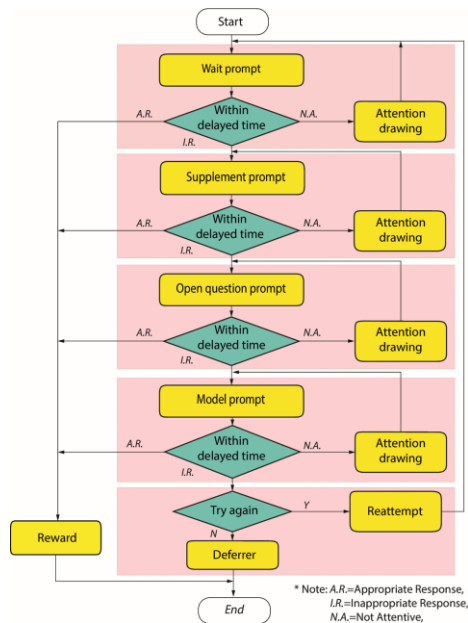 Start
Wait prompt
Within
delayed time
A.R.
N.A.
I.R.
Attention
drawing
Supplement prompt
Within
delayed time
A.R.
N.A.
I.R.
Attention
drawing
Open question prompt
Within
delayed time
A.R.
N.A.
I.R.
Attention
drawing
Model prompt
Within
delayed time
A.R.
N.A.
I.R.
Attention
drawing
Try again
Y
N
Reattempt
Reward
Deferrer
End
* Note: A.R.=Appropriate Response,
I.R.=Inappropriate Response,
N.A.=Not Attentive,